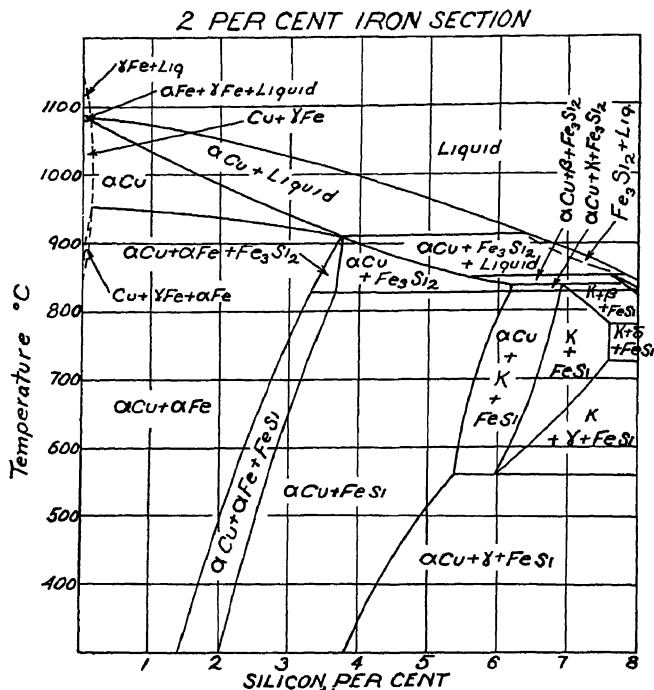 2 PER CENT IRON SECTION
γFe+Liq
αFe+γFe+Liquid
Cu+γFe
Liquid
αCu+Liquid
αCu
αCu+β+Fe3Si2
αCu+K+Fe3Si2
Fe3Si2+Liq.
αCu+αFe+Fe3Si2
αCu
+Fe3Si2
αCu+Fe3Si2
+Liquid
Cu+γFe+αFe
K+β
+FeSi
K+δ
+FeSi
αCu
+
K
+
FeSi
K
+
FeSi
K
+γ+FeSi
αCu+αFe
αCu+αFe+FeSi
αCu+FeSi
αCu+γ+FeSi
1100
1000
900
800
700
600
500
400
Temperature °C
1 2 3 4 5 6 7 8
SILICON, PER CENT